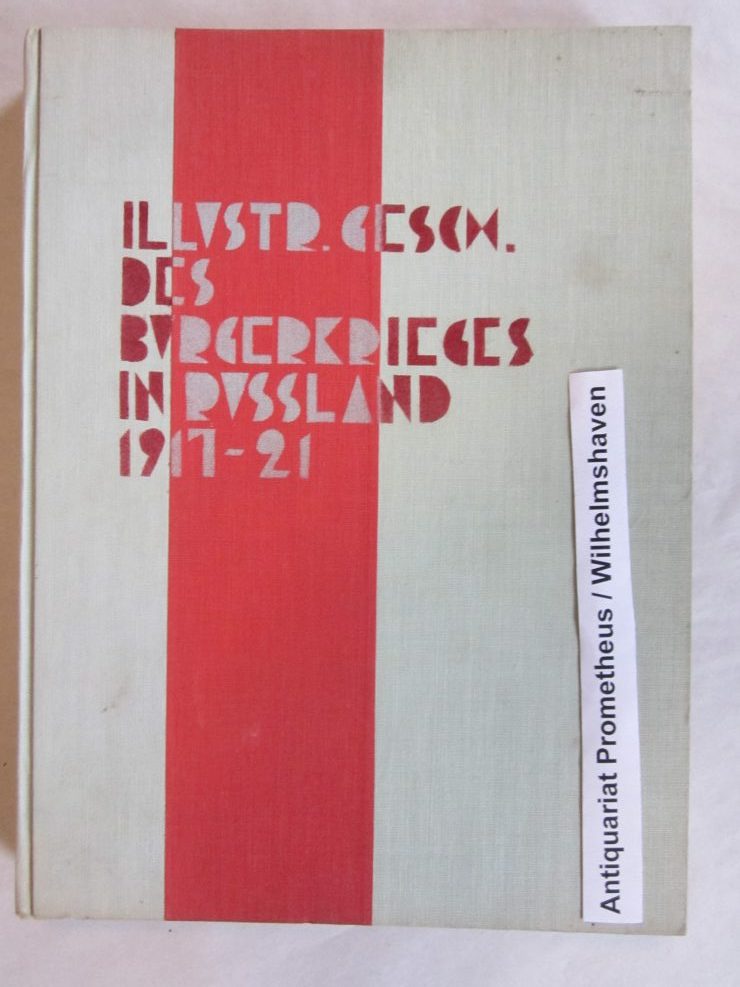 ILLVSTR. GESCH.
DES
BVRGERKRIEGES
IN RVSSLAND
1917-21
Antiquariat Prometheus / Wilhelmshaven